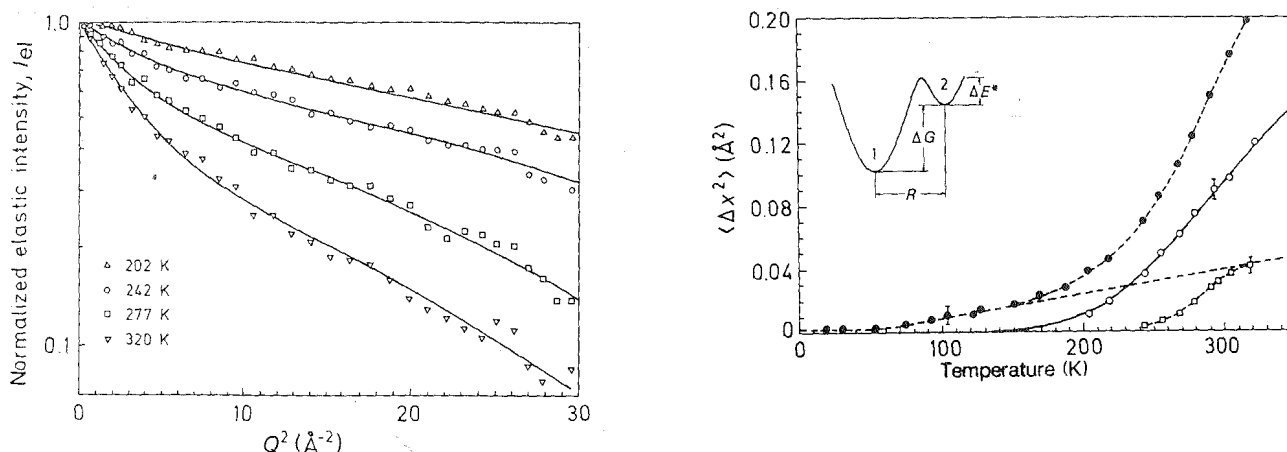 Normalized elastic intensity, Iel
1.0
0.1
△ 202 K
○ 242 K
□ 277 K
▽ 320 K
0 10 20 30
Q² (Å⁻²)
⟨Δx²⟩ (Å²)
0.20
0.16
0.12
0.08
0.04
0
1
2
ΔE*
ΔG
R
0 100 200 300
Temperature (K)